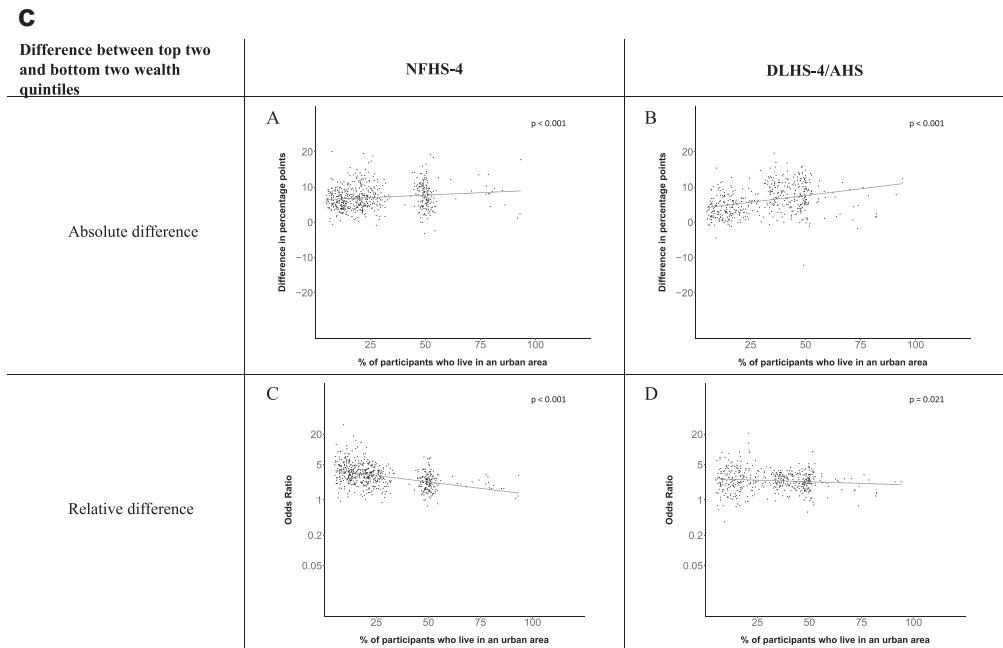 C
Difference between top two
and bottom two wealth
quintiles
NFHS-4
DLHS-4/AHS
Absolute difference
A
p < 0.001
Difference in percentage points
20
10
0
−10
−20
25 50 75 100
% of participants who live in an urban area
B
p < 0.001
Difference in percentage points
20
10
0
−10
−20
25 50 75 100
% of participants who live in an urban area
Relative difference
C
p < 0.001
Odds Ratio
20
5
1
0.2
0.05
25 50 75 100
% of participants who live in an urban area
D
p = 0.021
Odds Ratio
20
5
1
0.2
0.05
25 50 75 100
% of participants who live in an urban area